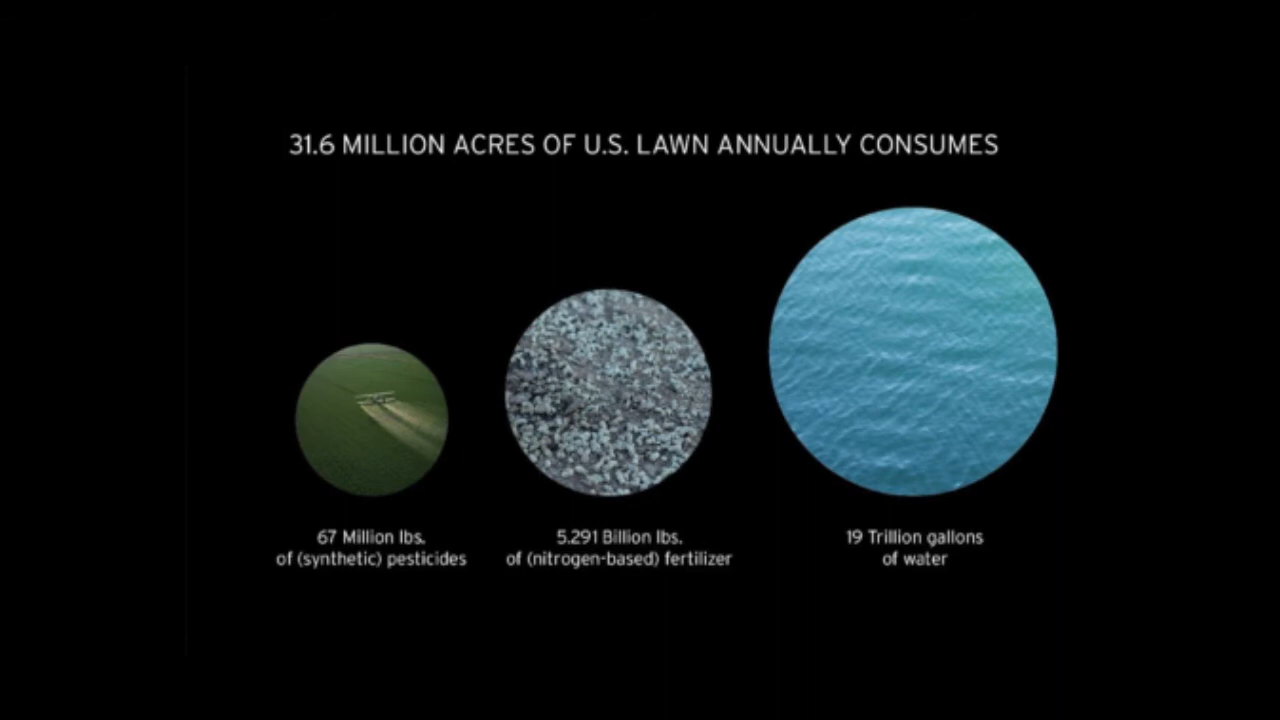 31.6 MILLION ACRES OF U.S. LAWN ANNUALLY CONSUMES
67 Million lbs.
of (synthetic) pesticides
5.291 Billion lbs.
of (nitrogen-based) fertilizer
19 Trillion gallons
of water